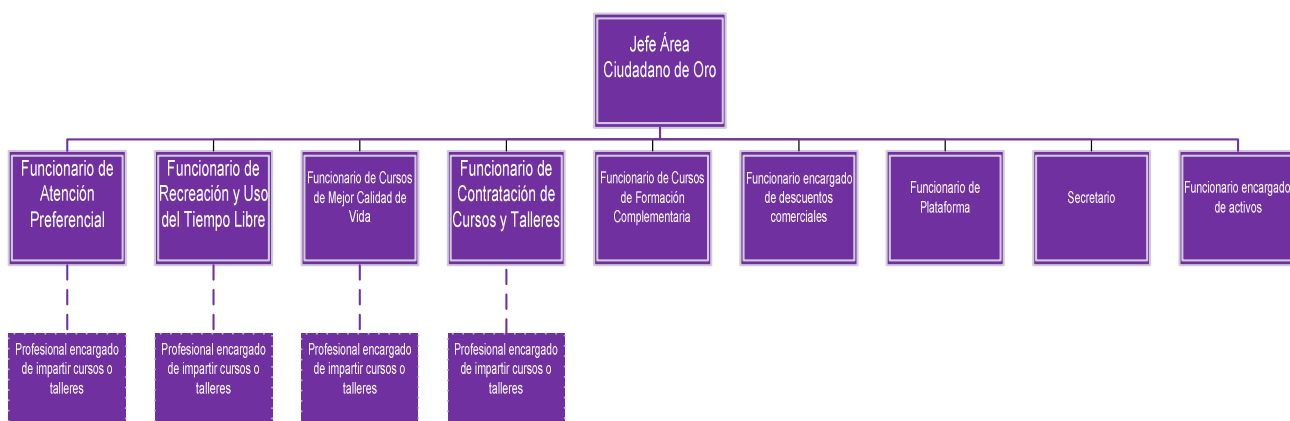 Jefe Área
Ciudadano de Oro
Funcionario de
Atención
Preferencial
Funcionario de
Recreación y Uso
del Tiempo Libre
Funcionario de Cursos
de Mejor Calidad de
Vida
Funcionario de
Contratación de
Cursos y Talleres
Funcionario de Cursos
de Formación
Complementaria
Funcionario encargado
de descuentos
comerciales
Funcionario de
Plataforma
Secretario
Funcionario encargado
de activos
Profesional encargado
de impartir cursos o
talleres
Profesional encargado
de impartir cursos o
talleres
Profesional encargado
de impartir cursos o
talleres
Profesional encargado
de impartir cursos o
talleres